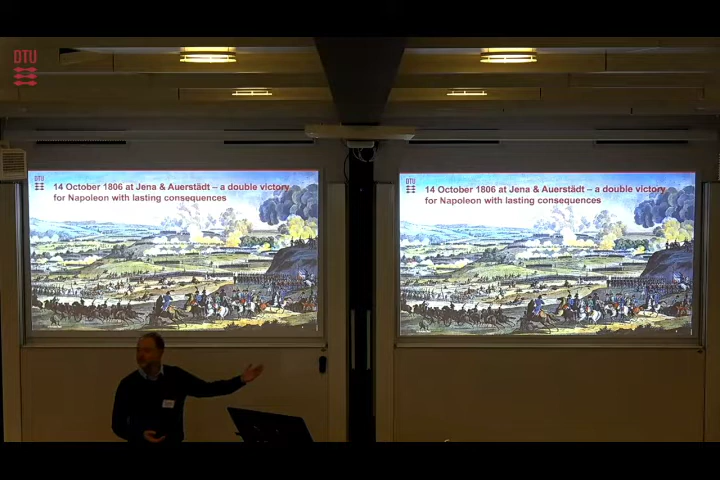 DTU
DTU
14 October 1806 at Jena & Auerstädt – a double victory
for Napoleon with lasting consequences
DTU
14 October 1806 at Jena & Auerstädt – a double victory
for Napoleon with lasting consequences